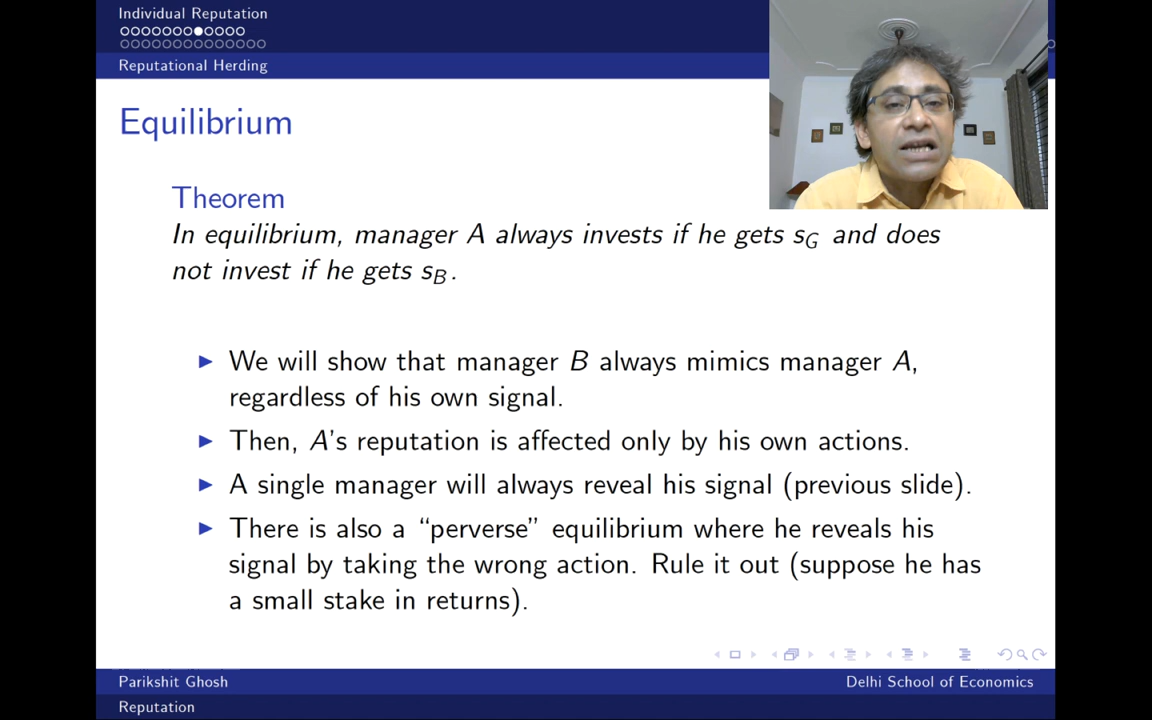 Individual Reputation
Reputational Herding
Equilibrium
Theorem
In equilibrium, manager A always invests if he gets s_G and does
not invest if he gets s_B.
▶ We will show that manager B always mimics manager A,
regardless of his own signal.
▶ Then, A's reputation is affected only by his own actions.
▶ A single manager will always reveal his signal (previous slide).
▶ There is also a “perverse” equilibrium where he reveals his
signal by taking the wrong action. Rule it out (suppose he has
a small stake in returns).
Parikshit Ghosh
Delhi School of Economics
Reputation